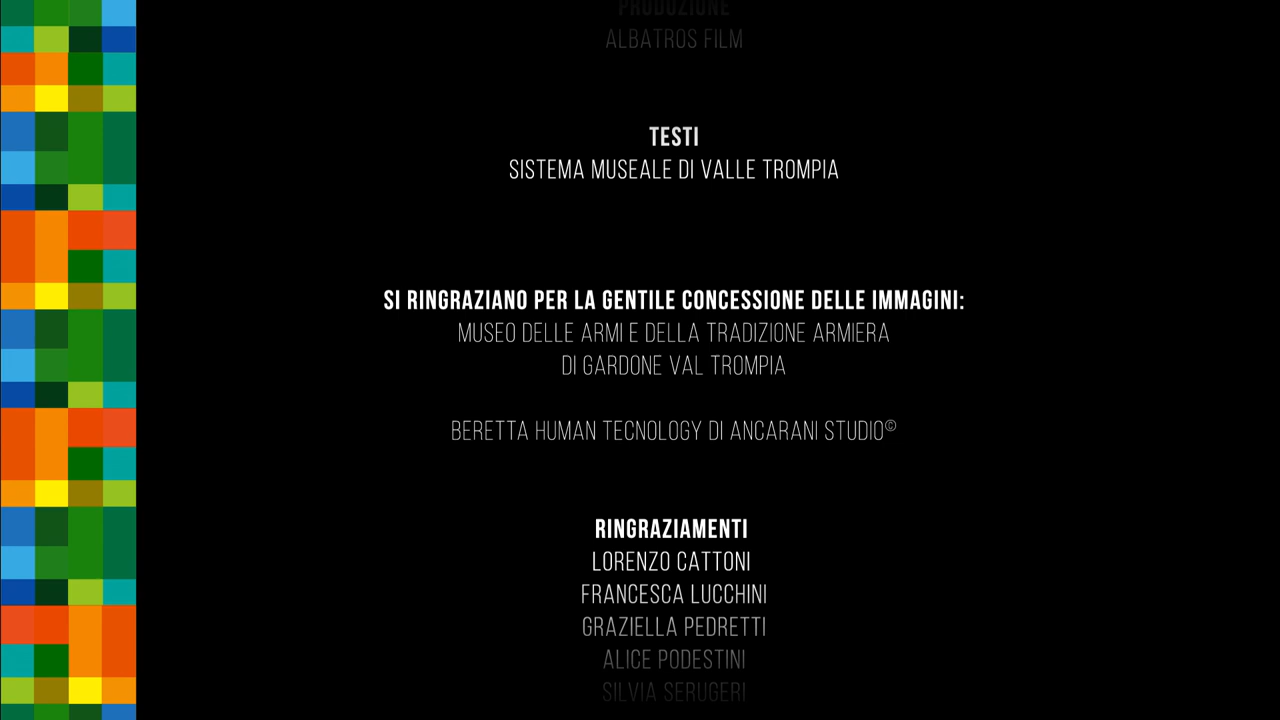 PRODUZIONE
ALBATROS FILM
TESTI
SISTEMA MUSEALE DI VALLE TROMPIA
SI RINGRAZIANO PER LA GENTILE CONCESSIONE DELLE IMMAGINI:
MUSEO DELLE ARMI E DELLA TRADIZIONE ARMIERA
DI GARDONE VAL TROMPIA
BERETTA HUMAN TECNOLOGY DI ANCARANI STUDIO©
RINGRAZIAMENTI
LORENZO CATTONI
FRANCESCA LUCCHINI
GRAZIELLA PEDRETTI
ALICE PODESTINI
SILVIA SERUGERI